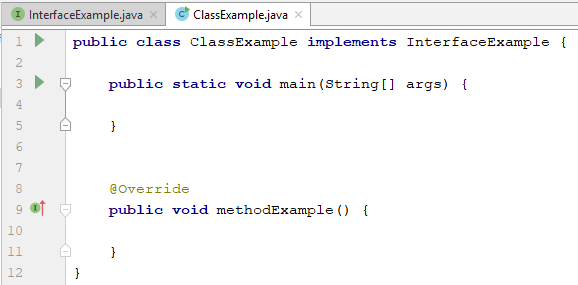 InterfaceExample.java ClassExample.java
1 public class ClassExample implements InterfaceExample {
2
3 public static void main(String[] args) {
4
5 }
6
7
8 @Override
9 public void methodExample() {
10
11 }
12 }